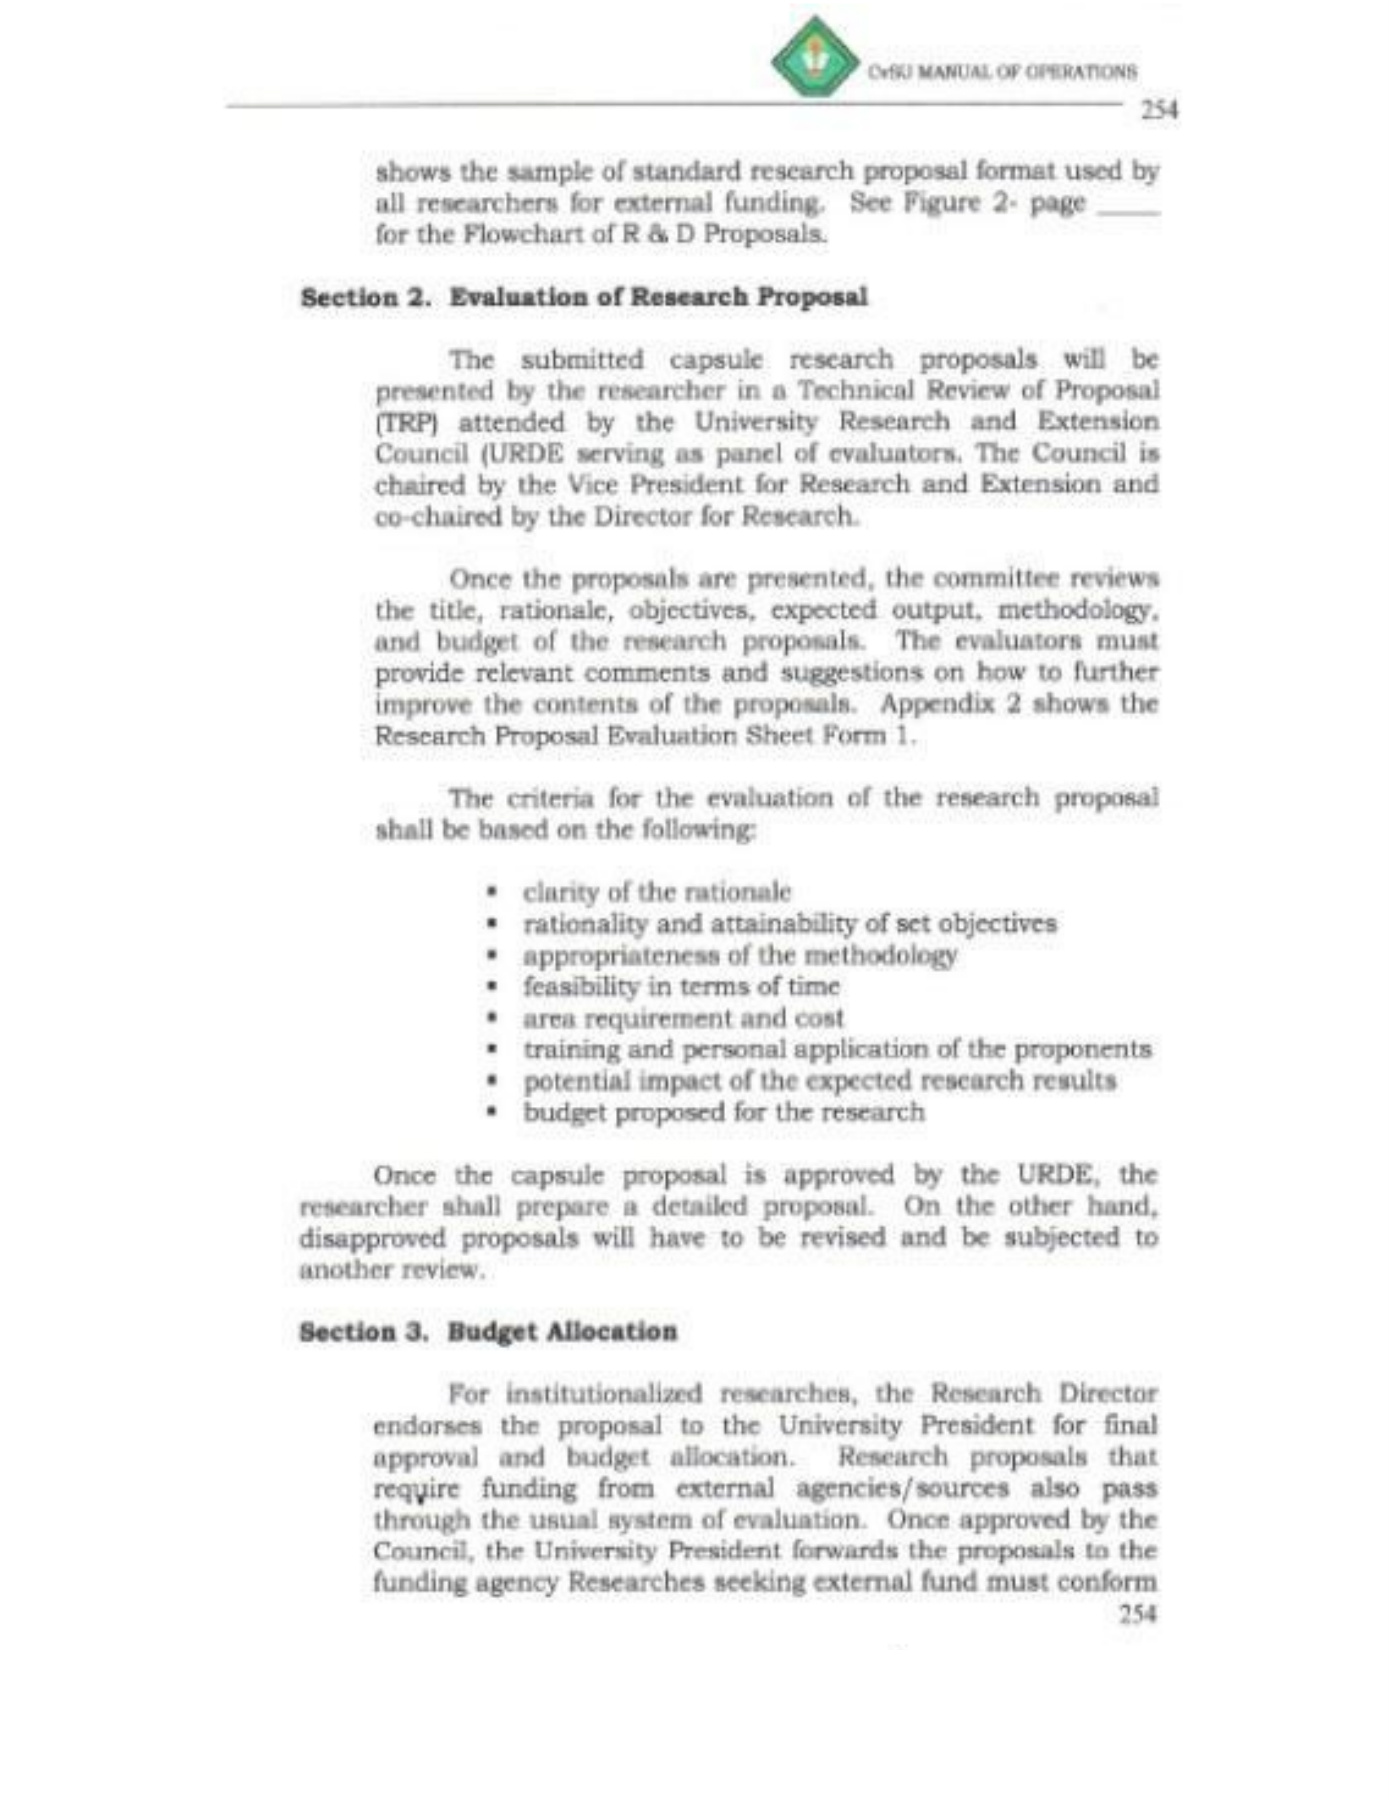 CvSU MANUAL OF OPERATIONS
254
shows the sample of standard research proposal format used by
all researchers for external funding. See Figure 2- page ____
for the Flowchart of R & D Proposals.
Section 2. Evaluation of Research Proposal
The submitted capsule research proposals will be
presented by the researcher in a Technical Review of Proposal
(TRP) attended by the University Research and Extension
Council (URDE serving as panel of evaluators. The Council is
chaired by the Vice President for Research and Extension and
co-chaired by the Director for Research.
Once the proposals are presented, the committee reviews
the title, rationale, objectives, expected output, methodology,
and budget of the research proposals. The evaluators must
provide relevant comments and suggestions on how to further
improve the contents of the proposals. Appendix 2 shows the
Research Proposal Evaluation Sheet Form 1.
The criteria for the evaluation of the research proposal
shall be based on the following:
▪ clarity of the rationale
▪ rationality and attainability of set objectives
▪ appropriateness of the methodology
▪ feasibility in terms of time
▪ area requirement and cost
▪ training and personal application of the proponents
▪ potential impact of the expected research results
▪ budget proposed for the research
Once the capsule proposal is approved by the URDE, the
researcher shall prepare a detailed proposal. On the other hand,
disapproved proposals will have to be revised and be subjected to
another review.
Section 3. Budget Allocation
For institutionalized researches, the Research Director
endorses the proposal to the University President for final
approval and budget allocation. Research proposals that
require funding from external agencies/sources also pass
through the usual system of evaluation. Once approved by the
Council, the University President forwards the proposals to the
funding agency Researches seeking external fund must conform
254